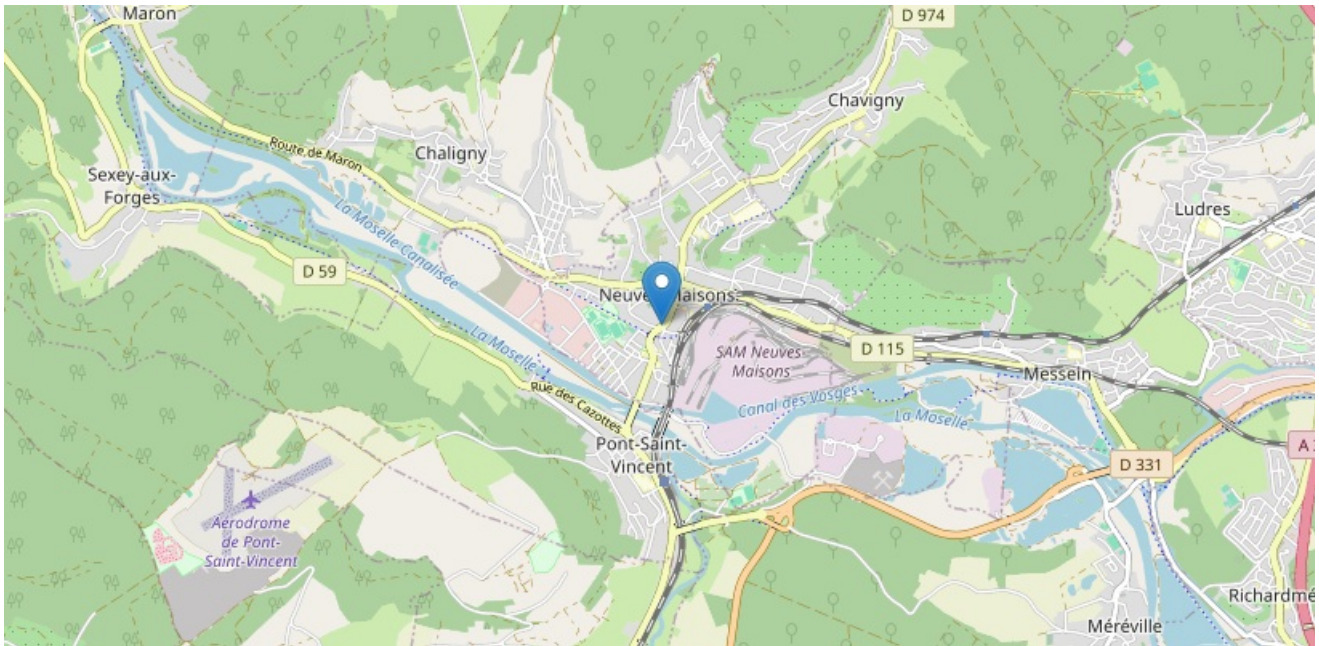 Maron
D 974
Chavigny
Route de Maron
Chaligny
Sexey-aux-
Forges
Ludres
La Moselle Canalisée
D 59
La Moselle
SAM Neuves-
Maisons
D 115
Messein
Rue des Cazottes
Canal des Vosges
La Moselle
Pont-Saint-
Vincent
D 331
Aérodrome
de Pont-
Saint-Vincent
Méréville